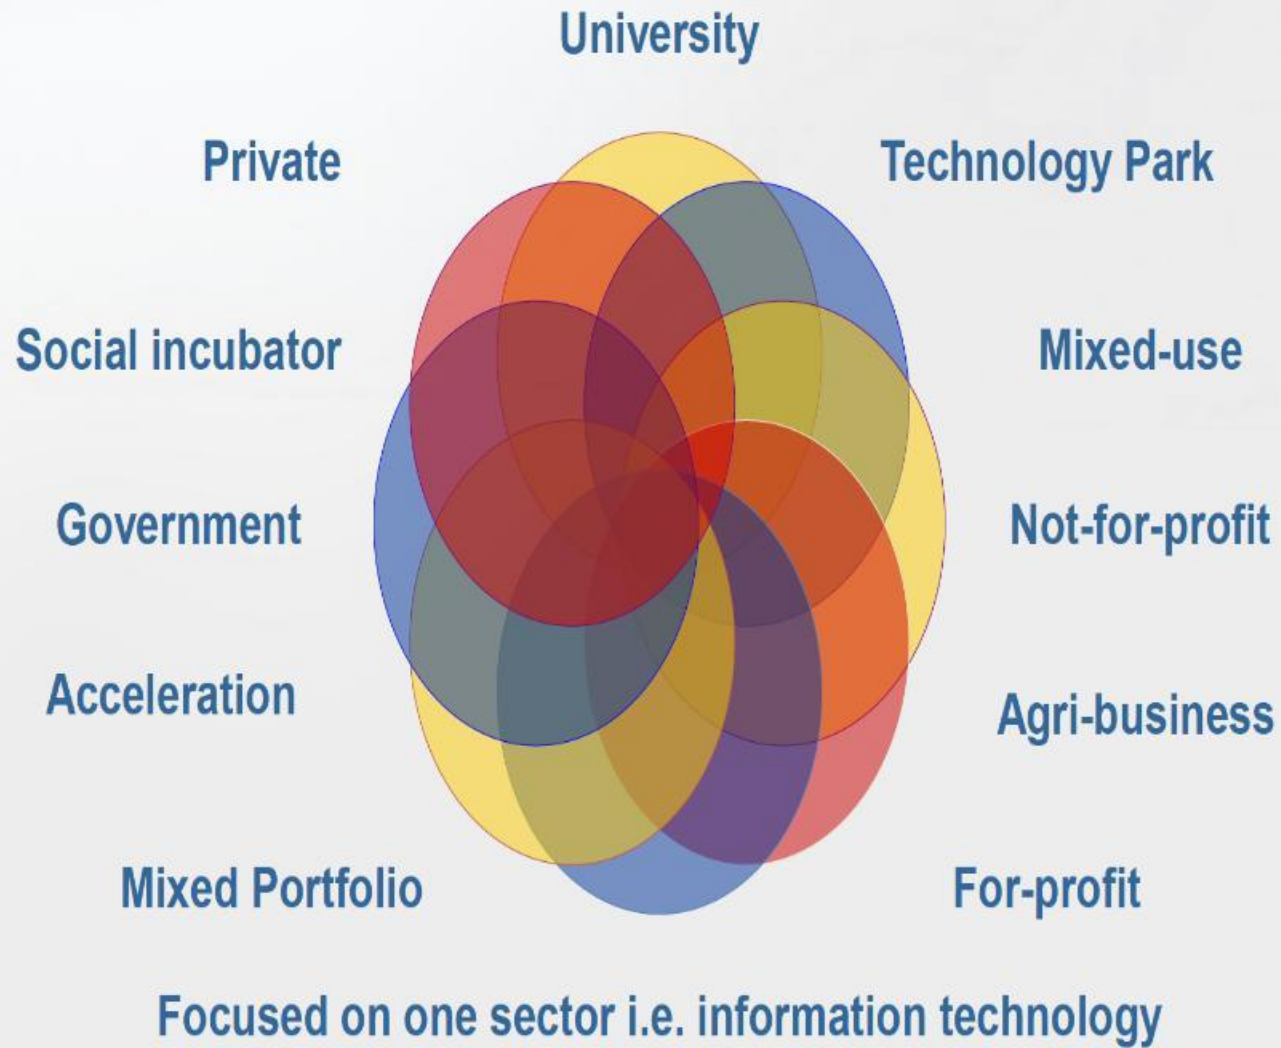 University
Private
Technology Park
Social incubator
Mixed-use
Government
Not-for-profit
Acceleration
Agri-business
Mixed Portfolio
For-profit
Focused on one sector i.e. information technology